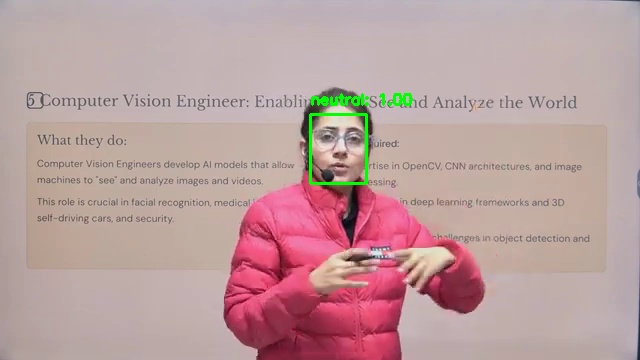 5 Computer Vision Engineer: Enabli
neutral: 1.00
See and Analyze the World
What they do:
Computer Vision Engineers develop AI models that allow
machines to "see" and analyze images and videos.
This role is crucial in facial recognition, medical
self-driving cars, and security.
quired:
rtise in OpenCV, CNN architectures, and image
essing.
in deep learning frameworks and 3D
challenges in object detection and